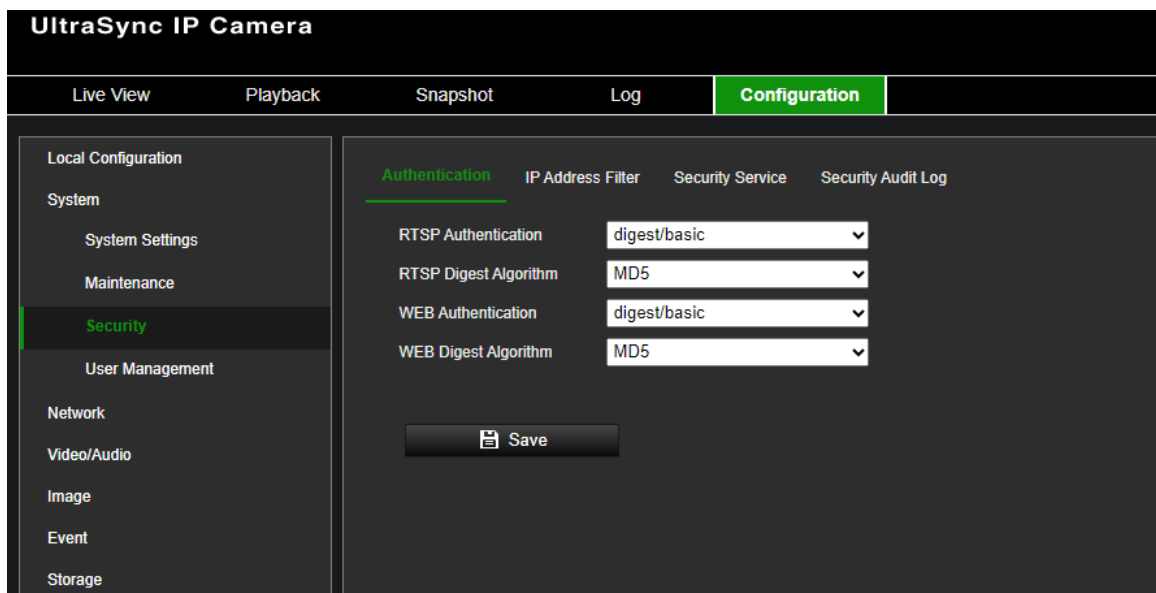 UltraSync IP Camera
Live View Playback Snapshot Log Configuration
Local Configuration
System
System Settings
Maintenance
Security
User Management
Network
Video/Audio
Image
Event
Storage
Authentication IP Address Filter Security Service Security Audit Log
RTSP Authentication digest/basic
RTSP Digest Algorithm MD5
WEB Authentication digest/basic
WEB Digest Algorithm MD5
Save